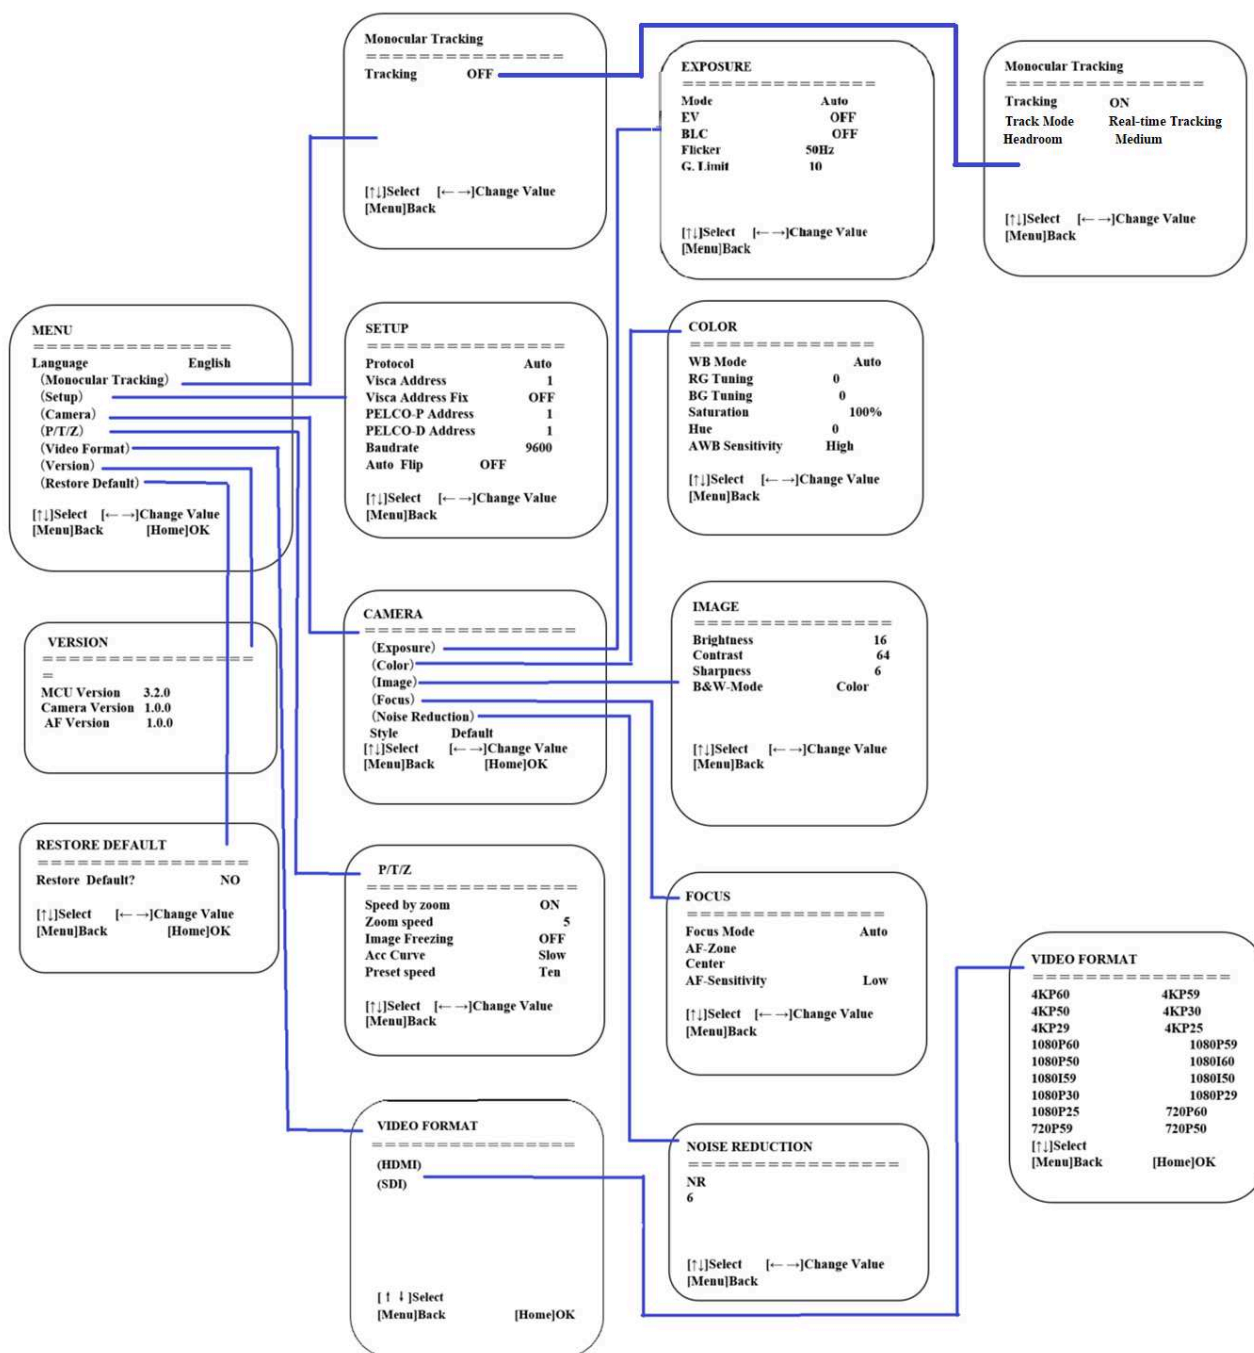 Monocular Tracking
===============
Tracking OFF
[↑↓]Select [← →]Change Value
[Menu]Back
EXPOSURE
===============
Mode Auto
EV OFF
BLC OFF
Flicker 50Hz
G. Limit 10
[↑↓]Select [← →]Change Value
[Menu]Back
Monocular Tracking
===============
Tracking ON
Track Mode Real-time Tracking
Headroom Medium
[↑↓]Select [← →]Change Value
[Menu]Back
MENU
===============
Language English
(Monocular Tracking)
(Setup)
(Camera)
(P/T/Z)
(Video Format)
(Version)
(Restore Default)
[↑↓]Select [← →]Change Value
[Menu]Back [Home]OK
SETUP
===============
Protocol Auto
Visca Address 1
Visca Address Fix OFF
PELCO-P Address 1
PELCO-D Address 1
Baudrate 9600
Auto Flip OFF
[↑↓]Select [← →]Change Value
[Menu]Back
COLOR
==============
WB Mode Auto
RG Tuning 0
BG Tuning 0
Saturation 100%
Hue 0
AWB Sensitivity High
[↑↓]Select [← →]Change Value
[Menu]Back
VERSION
================
=
MCU Version 3.2.0
Camera Version 1.0.0
AF Version 1.0.0
CAMERA
================
(Exposure)
(Color)
(Image)
(Focus)
(Noise Reduction)
Style Default
[↑↓]Select [← →]Change Value
[Menu]Back [Home]OK
IMAGE
===============
Brightness 16
Contrast 64
Sharpness 6
B&W-Mode Color
[↑↓]Select [← →]Change Value
[Menu]Back
RESTORE DEFAULT
================
Restore Default? NO
[↑↓]Select [← →]Change Value
[Menu]Back [Home]OK
P/T/Z
================
Speed by zoom ON
Zoom speed 5
Image Freezing OFF
Acc Curve Slow
Preset speed Ten
[↑↓]Select [← →]Change Value
[Menu]Back
FOCUS
===============
Focus Mode Auto
AF-Zone
Center
AF-Sensitivity Low
[↑↓]Select [← →]Change Value
[Menu]Back
VIDEO FORMAT
===============
4KP60 4KP59
4KP50 4KP30
4KP29 4KP25
1080P60 1080P59
1080P50 1080I60
1080I59 1080I50
1080P30 1080P29
1080P25 720P60
720P59 720P50
[↑↓]Select
[Menu]Back [Home]OK
VIDEO FORMAT
===============
(HDMI)
(SDI)
[↑↓]Select
[Menu]Back [Home]OK
NOISE REDUCTION
================
NR
6
[↑↓]Select [← →]Change Value
[Menu]Back